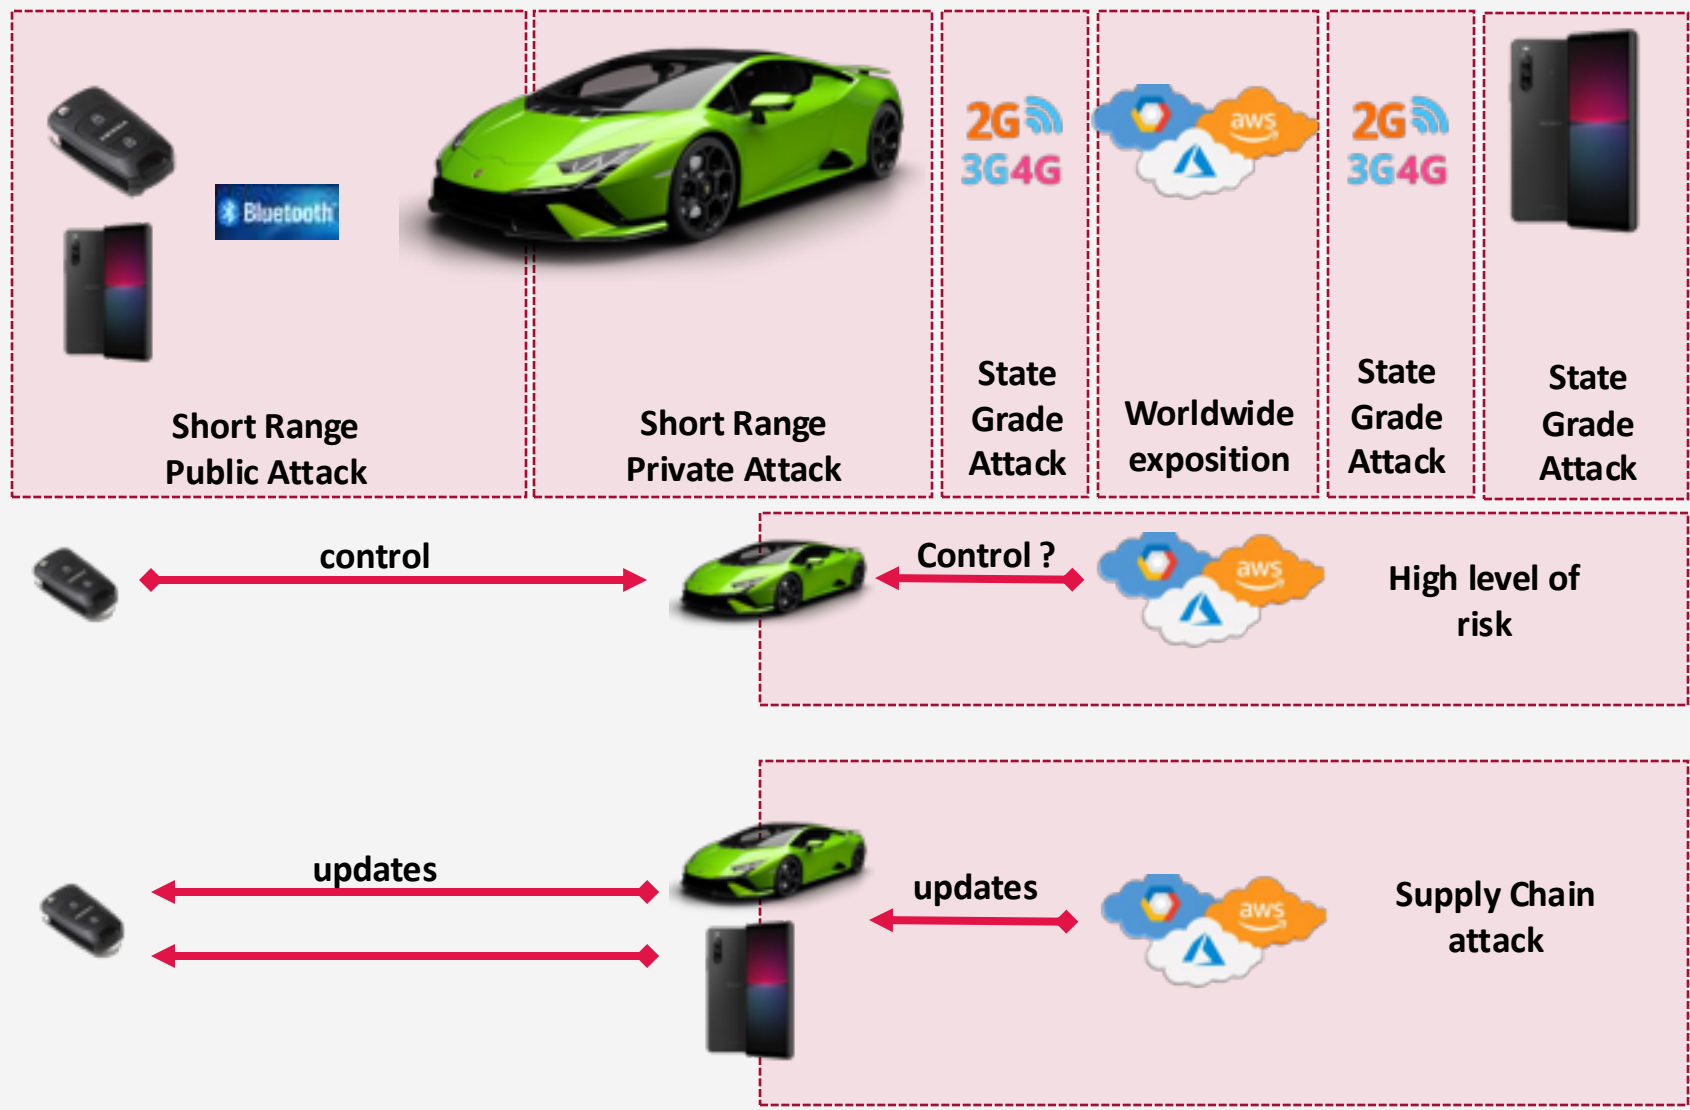 Bluetooth
2G
3G4G
aws
2G
3G4G
Short Range
Public Attack
Short Range
Private Attack
State
Grade
Attack
Worldwide
exposition
State
Grade
Attack
State
Grade
Attack
control
Control ?
aws
High level of
risk
updates
updates
aws
Supply Chain
attack